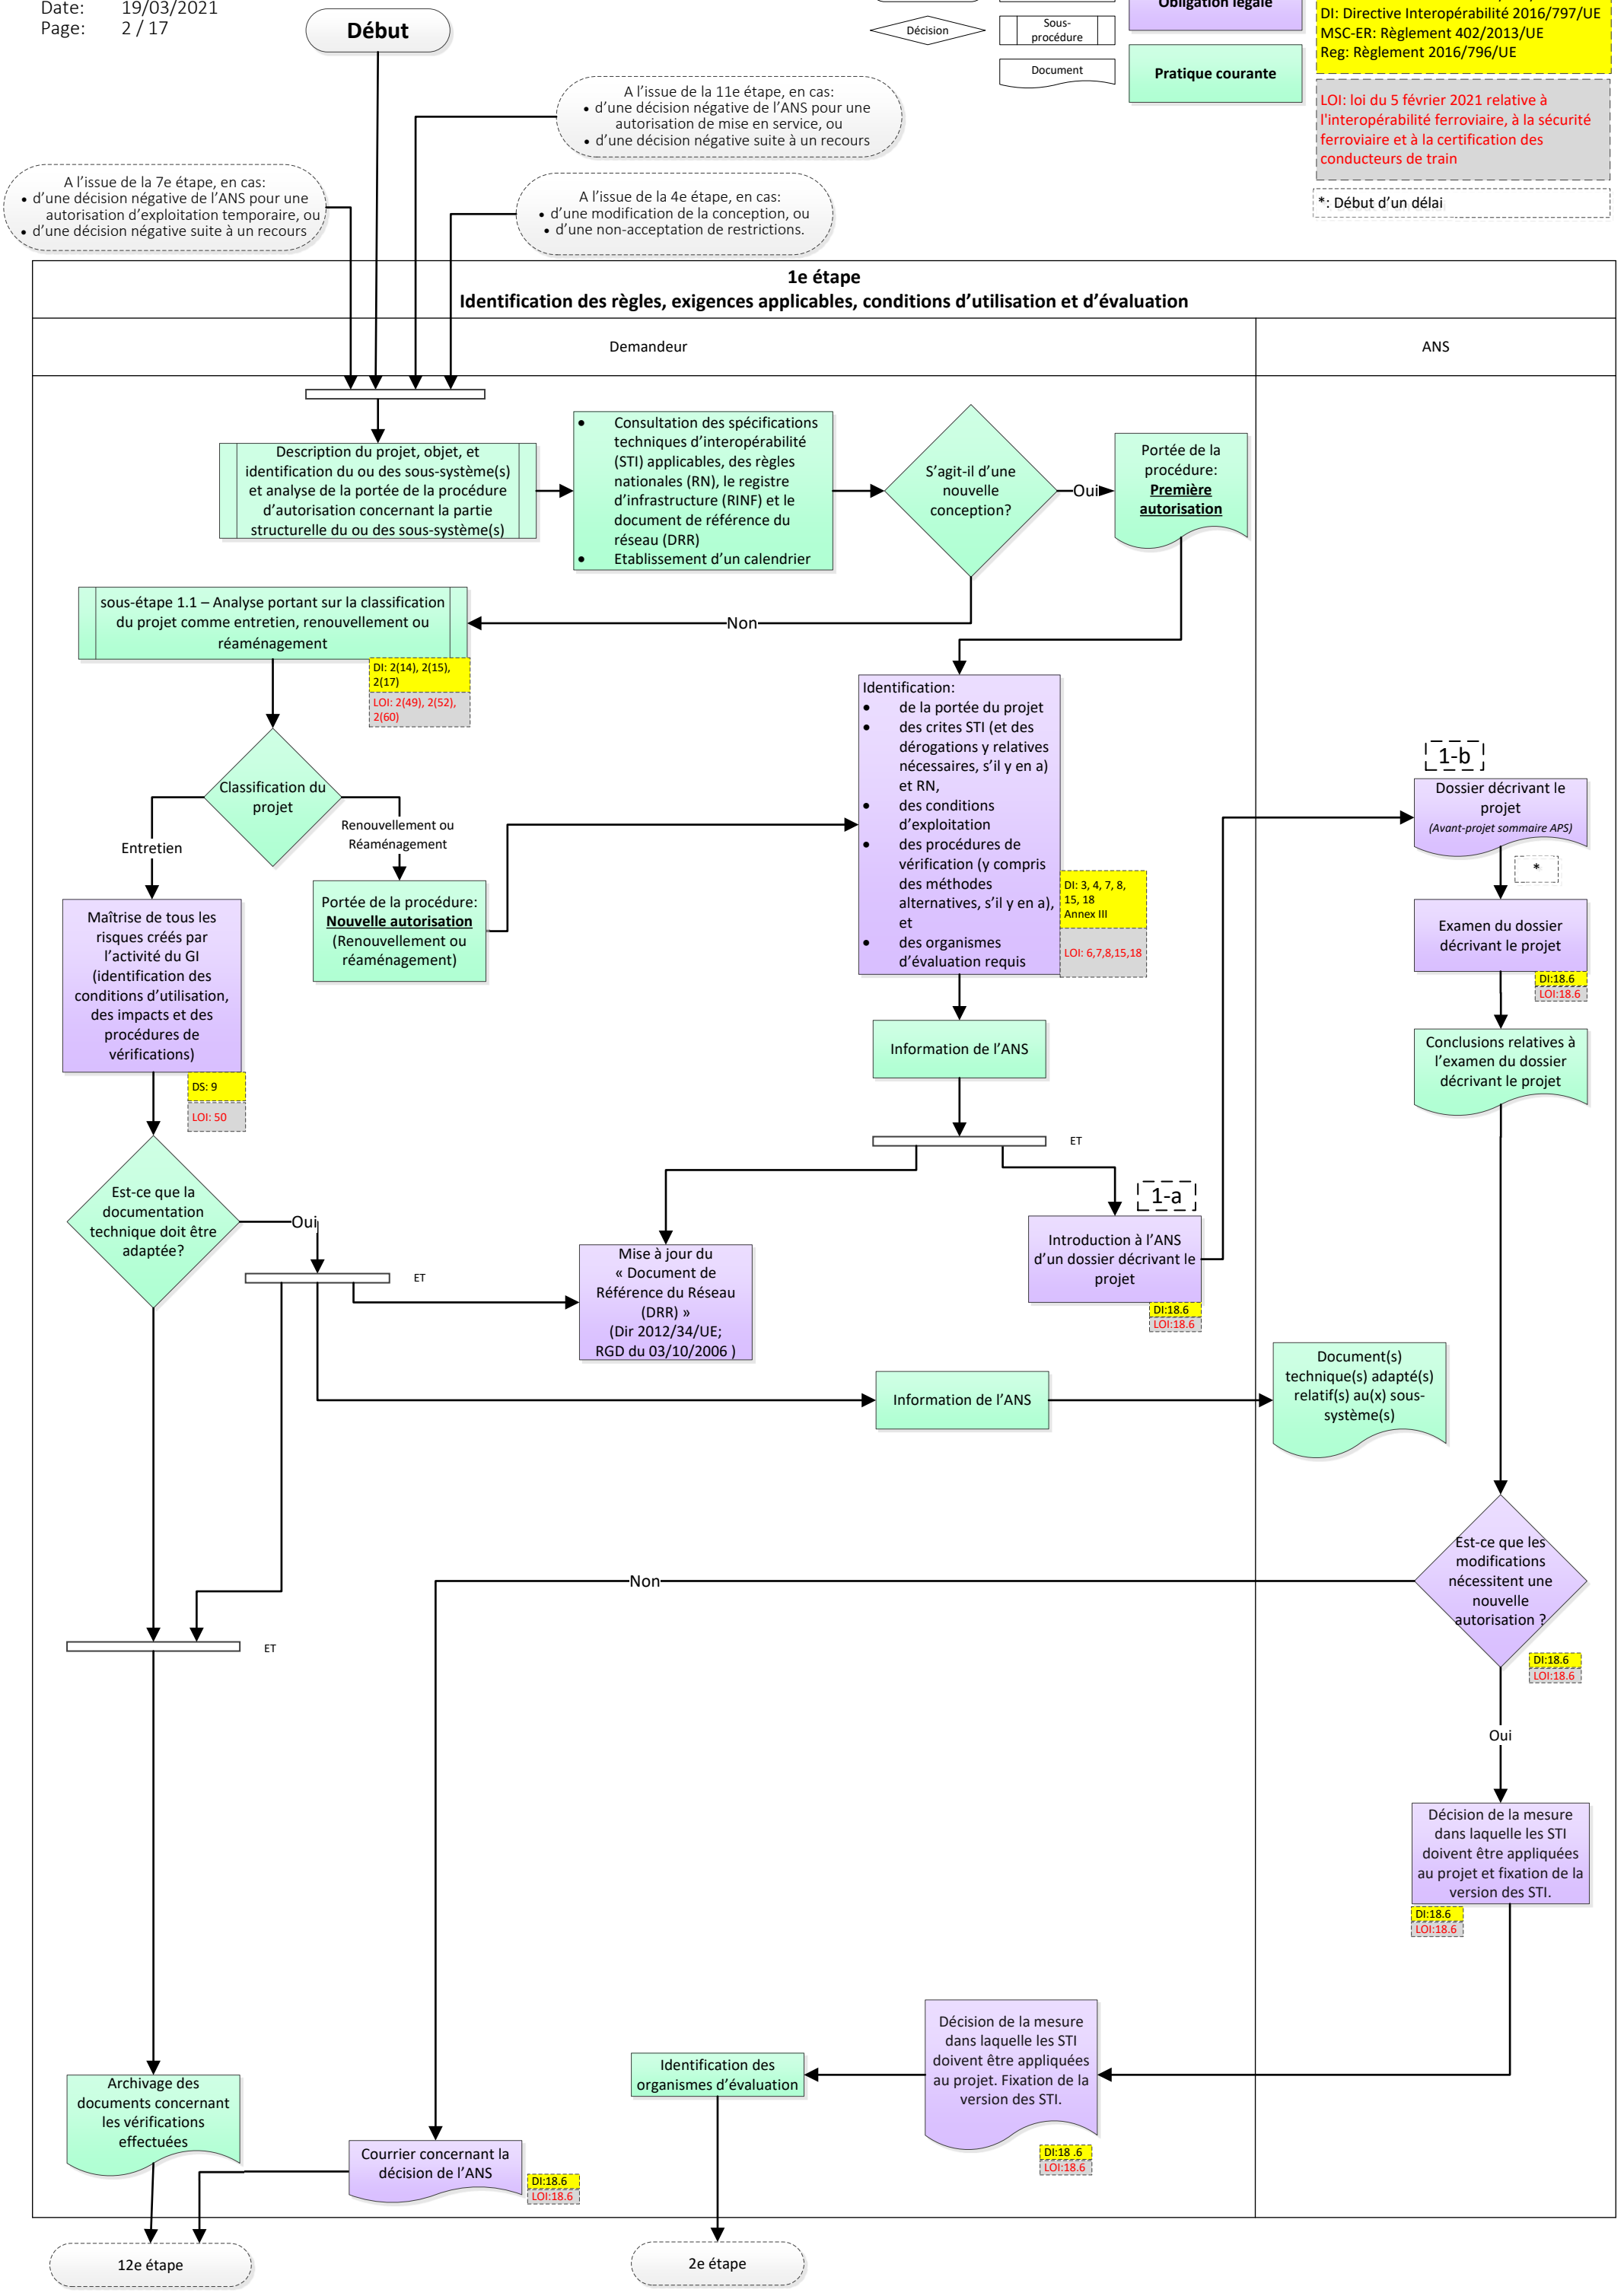 Date: 19/03/2021
Page: 2 / 17
Début
Décision
Sous-
procédure
Document
Obligation légale
Pratique courante
DI: Directive Interopérabilité 2016/797/UE
MSC-ER: Règlement 402/2013/UE
Reg: Règlement 2016/796/UE
LOI: loi du 5 février 2021 relative à
l'interopérabilité ferroviaire, à la sécurité
ferroviaire et à la certification des
conducteurs de train
*: Début d'un délai
A l'issue de la 11e étape, en cas:
• d'une décision négative de l'ANS pour une
autorisation de mise en service, ou
• d'une décision négative suite à un recours
A l'issue de la 7e étape, en cas:
• d'une décision négative de l'ANS pour une
autorisation d'exploitation temporaire, ou
• d'une décision négative suite à un recours
A l'issue de la 4e étape, en cas:
• d'une modification de la conception, ou
• d'une non-acceptation de restrictions.
1e étape
Identification des règles, exigences applicables, conditions d'utilisation et d'évaluation
Demandeur
ANS
Description du projet, objet, et
identification du ou des sous-système(s)
et analyse de la portée de la procédure
d'autorisation concernant la partie
structurelle du ou des sous-système(s)
• Consultation des spécifications
techniques d'interopérabilité
(STI) applicables, des règles
nationales (RN), le registre
d'infrastructure (RINF) et le
document de référence du
réseau (DRR)
• Etablissement d'un calendrier
S'agit-il d'une
nouvelle
conception?
Oui
Portée de la
procédure:
Première
autorisation
Non
sous-étape 1.1 – Analyse portant sur la classification
du projet comme entretien, renouvellement ou
réaménagement
DI: 2(14), 2(15),
2(17)
LOI: 2(49), 2(52),
2(60)
Classification du
projet
Entretien
Renouvellement ou
Réaménagement
Portée de la procédure:
Nouvelle autorisation
(Renouvellement ou
réaménagement)
Identification:
• de la portée du projet
• des crites STI (et des
dérogations y relatives
nécessaires, s'il y en a)
et RN,
• des conditions
d'exploitation
• des procédures de
vérification (y compris
des méthodes
alternatives, s'il y en a),
et
• des organismes
d'évaluation requis
DI: 3, 4, 7, 8,
15, 18
Annex III
LOI: 6,7,8,15,18
1-b
Dossier décrivant le
projet
(Avant-projet sommaire APS)
*
Examen du dossier
décrivant le projet
DI:18.6
LOI:18.6
Conclusions relatives à
l'examen du dossier
décrivant le projet
Maîtrise de tous les
risques créés par
l'activité du GI
(identification des
conditions d'utilisation,
des impacts et des
procédures de
vérifications)
DS: 9
LOI: 50
Information de l'ANS
ET
1-a
Introduction à l'ANS
d'un dossier décrivant le
projet
DI:18.6
LOI:18.6
Est-ce que la
documentation
technique doit être
adaptée?
Oui
ET
Mise à jour du
« Document de
Référence du Réseau
(DRR) »
(Dir 2012/34/UE;
RGD du 03/10/2006 )
Information de l'ANS
Document(s)
technique(s) adapté(s)
relatif(s) au(x) sous-
système(s)
Est-ce que les
modifications
nécessitent une
nouvelle
autorisation ?
DI:18.6
LOI:18.6
Non
ET
Oui
Décision de la mesure
dans laquelle les STI
doivent être appliquées
au projet et fixation de la
version des STI.
DI:18.6
LOI:18.6
Décision de la mesure
dans laquelle les STI
doivent être appliquées
au projet. Fixation de la
version des STI.
DI:18 .6
LOI:18.6
Identification des
organismes d'évaluation
Archivage des
documents concernant
les vérifications
effectuées
Courrier concernant la
décision de l'ANS
DI:18.6
LOI:18.6
12e étape
2e étape